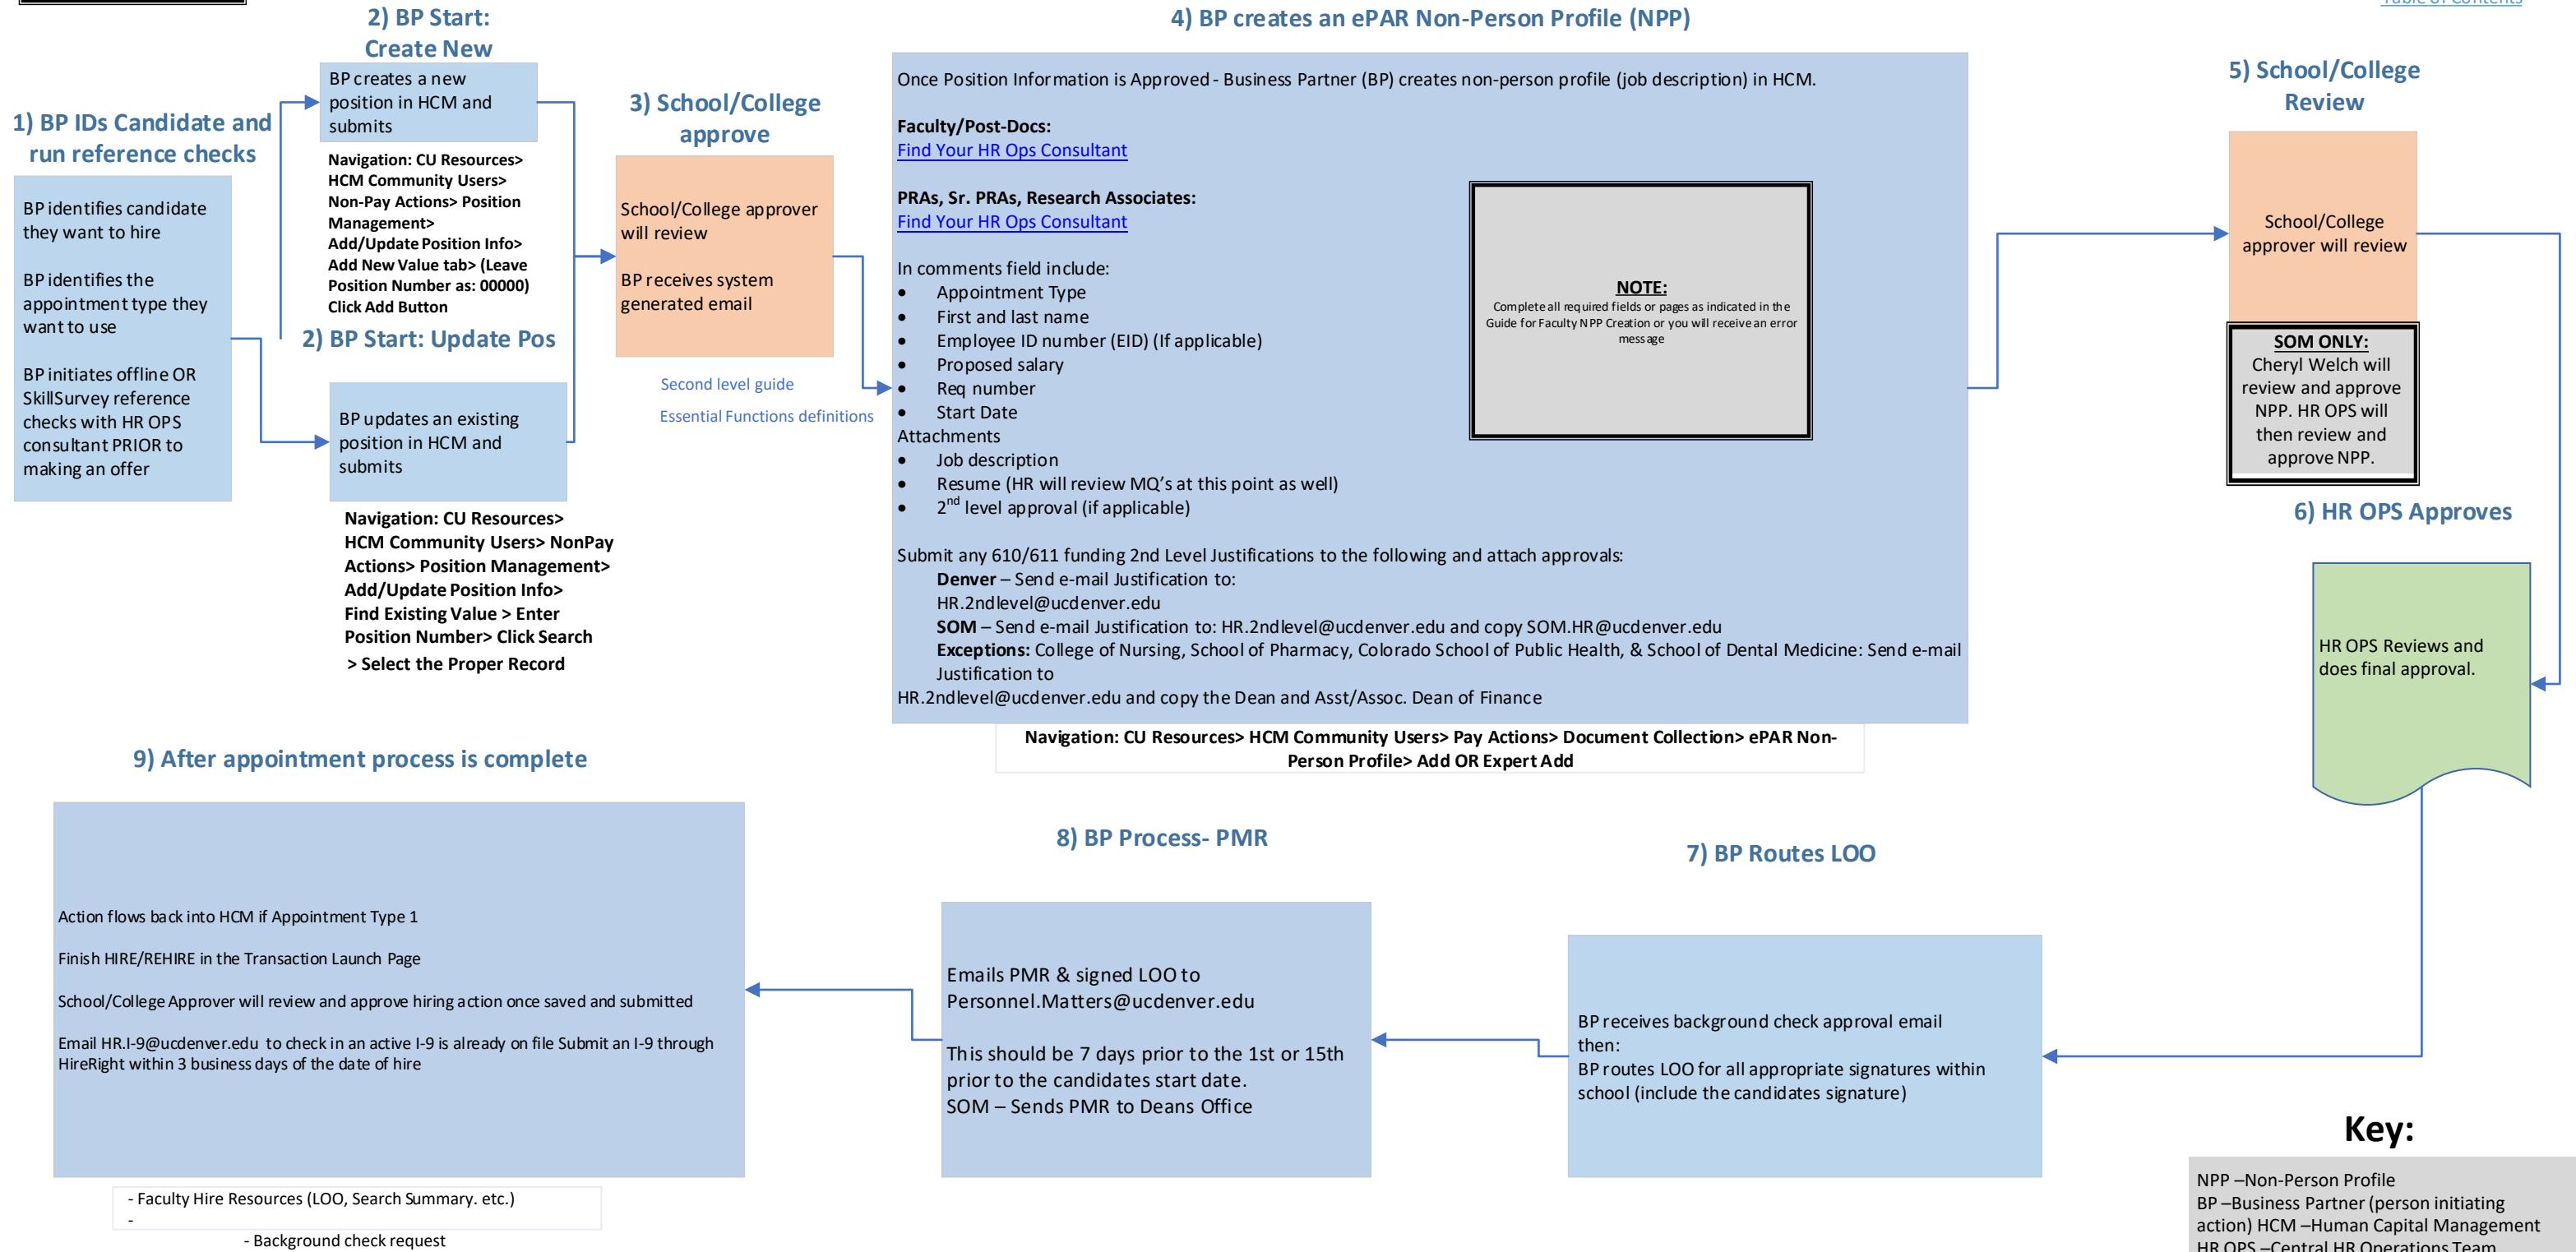 Table of Contents
1) BP IDs Candidate and
run reference checks
BP identifies candidate
they want to hire
BP identifies the
appointment type they
want to use
BP initiates offline OR
SkillSurvey reference
checks with HR OPS
consultant PRIOR to
making an offer
2) BP Start:
Create New
BP creates a new
position in HCM and
submits
Navigation: CU Resources>
HCM Community Users>
Non-Pay Actions> Position
Management>
Add/Update Position Info>
Add New Value tab> (Leave
Position Number as: 00000)
Click Add Button
2) BP Start: Update Pos
BP updates an existing
position in HCM and
submits
Navigation: CU Resources>
HCM Community Users> NonPay
Actions> Position Management>
Add/Update Position Info>
Find Existing Value > Enter
Position Number> Click Search
> Select the Proper Record
3) School/College
approve
School/College approver
will review
BP receives system
generated email
Second level guide
Essential Functions definitions
4) BP creates an ePAR Non-Person Profile (NPP)
Once Position Information is Approved - Business Partner (BP) creates non-person profile (job description) in HCM.
Faculty/Post-Docs:
Find Your HR Ops Consultant
PRAs, Sr. PRAs, Research Associates:
Find Your HR Ops Consultant
In comments field include:
• Appointment Type
• First and last name
• Employee ID number (EID) (If applicable)
• Proposed salary
• Req number
• Start Date
Attachments
• Job description
• Resume (HR will review MQ's at this point as well)
• 2nd level approval (if applicable)
Submit any 610/611 funding 2nd Level Justifications to the following and attach approvals:
Denver – Send e-mail Justification to:
HR.2ndlevel@ucdenver.edu
SOM – Send e-mail Justification to: HR.2ndlevel@ucdenver.edu and copy SOM.HR@ucdenver.edu
Exceptions: College of Nursing, School of Pharmacy, Colorado School of Public Health, & School of Dental Medicine: Send e-mail
Justification to
HR.2ndlevel@ucdenver.edu and copy the Dean and Asst/Assoc. Dean of Finance
NOTE:
Complete all required fields or pages as indicated in the
Guide for Faculty NPP Creation or you will receive an error
message
Navigation: CU Resources> HCM Community Users> Pay Actions> Document Collection> ePAR Non-
Person Profile> Add OR Expert Add
5) School/College
Review
School/College
approver will review
SOM ONLY:
Cheryl Welch will
review and approve
NPP. HR OPS will
then review and
approve NPP.
6) HR OPS Approves
HR OPS Reviews and
does final approval.
7) BP Routes LOO
BP receives background check approval email
then:
BP routes LOO for all appropriate signatures within
school (include the candidates signature)
8) BP Process- PMR
Emails PMR & signed LOO to
Personnel.Matters@ucdenver.edu
This should be 7 days prior to the 1st or 15th
prior to the candidates start date.
SOM – Sends PMR to Deans Office
9) After appointment process is complete
Action flows back into HCM if Appointment Type 1
Finish HIRE/REHIRE in the Transaction Launch Page
School/College Approver will review and approve hiring action once saved and submitted
Email HR.I-9@ucdenver.edu to check in an active I-9 is already on file Submit an I-9 through
HireRight within 3 business days of the date of hire
- Faculty Hire Resources (LOO, Search Summary. etc.)
-
- Background check request
Key:
NPP –Non-Person Profile
BP –Business Partner (person initiating
action) HCM –Human Capital Management
HR OPS –Central HR Operations Team